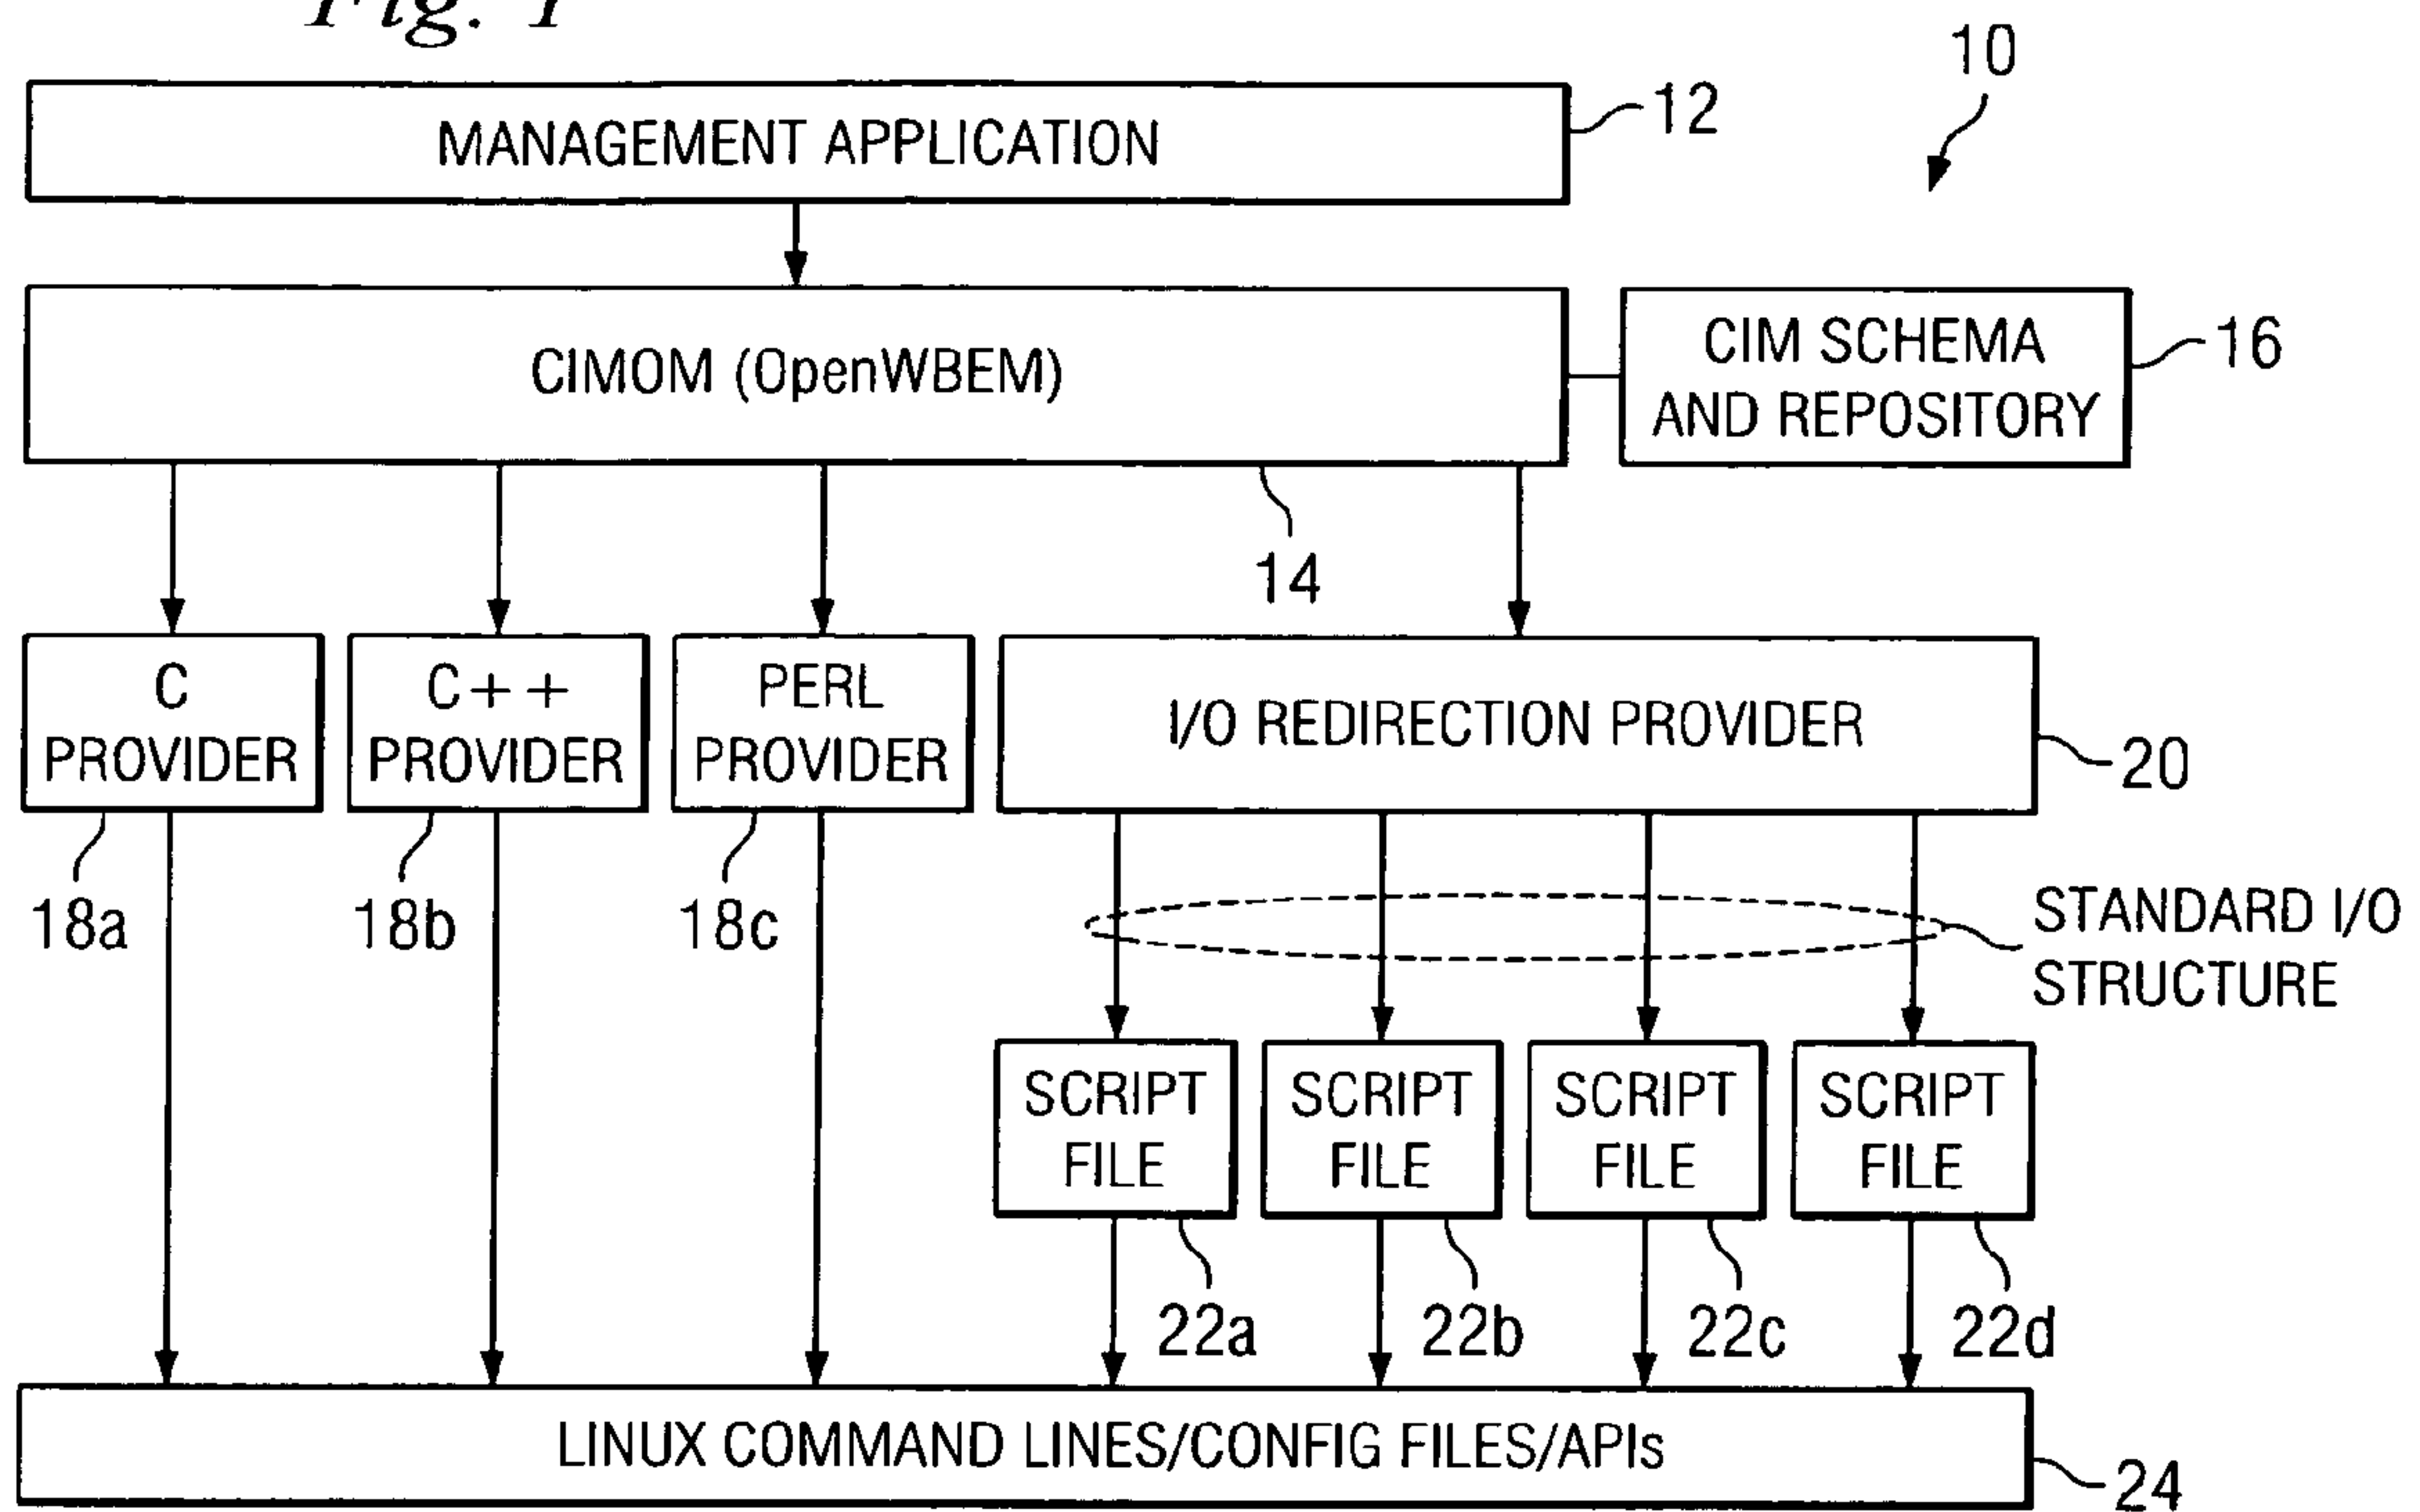 Fig. 1
10
MANAGEMENT APPLICATION
12
CIMOM (OpenWBEM)
CIM SCHEMA
AND REPOSITORY
16
14
C
PROVIDER
C++
PROVIDER
PERL
PROVIDER
I/O REDIRECTION PROVIDER
20
18a
18b
18c
STANDARD I/O
STRUCTURE
SCRIPT
FILE
SCRIPT
FILE
SCRIPT
FILE
SCRIPT
FILE
22a
22b
22c
22d
LINUX COMMAND LINES/CONFIG FILES/APIs
24